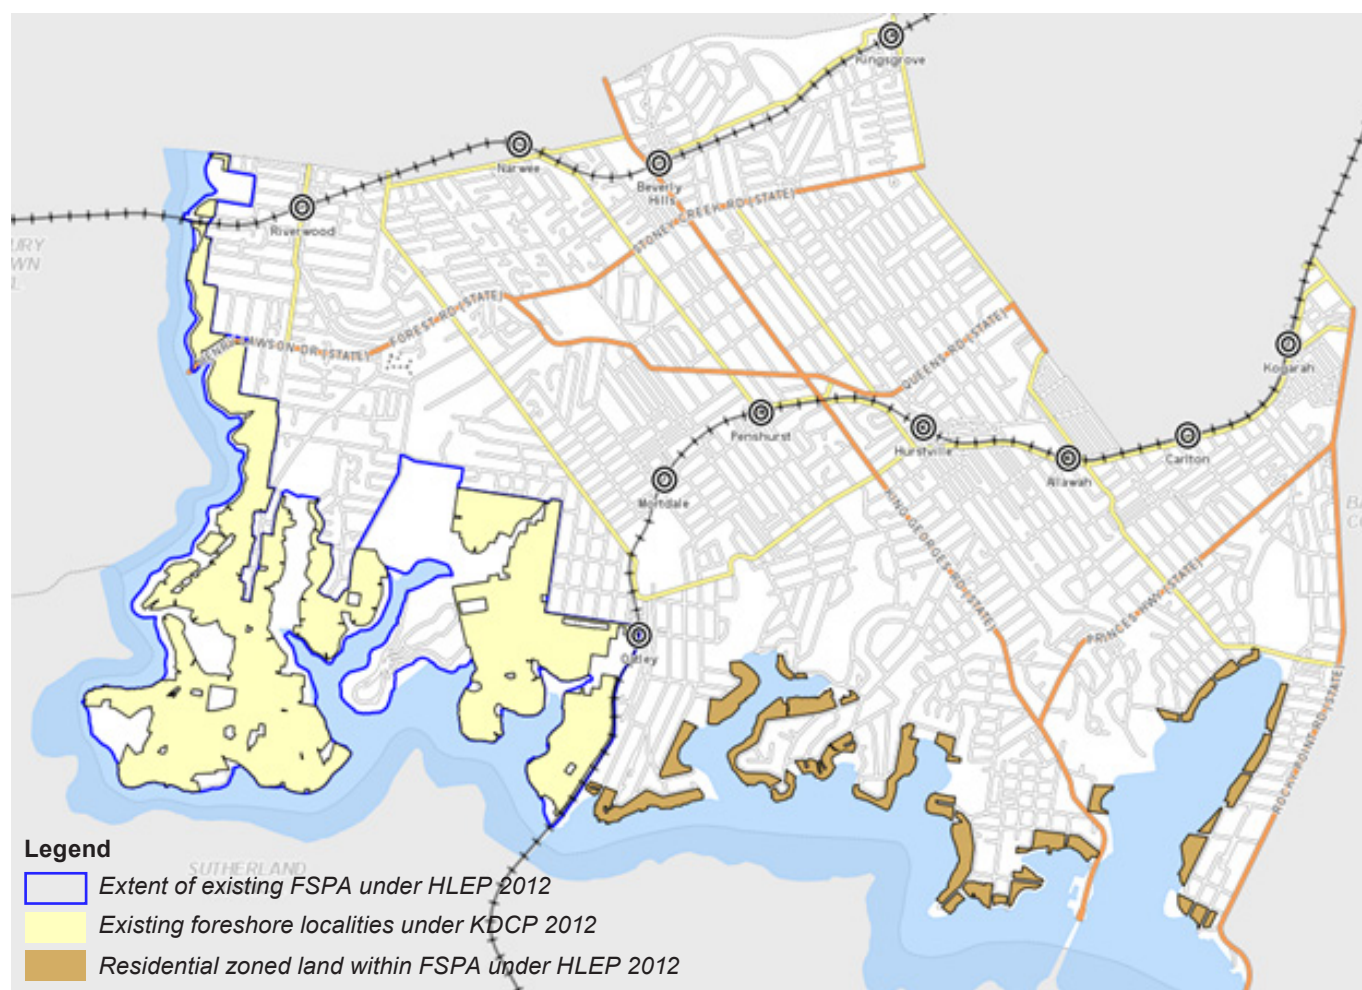 Kingsgrove
Narwee
Beverly
Hills
Riverwood
STONEY CREEK RD (STATE)
FOREST RD (STATE)
LAWSON DR (STATE)
QUEENS RD (STATE)
Kogarah
Penshurst
Hurstville
Carlton
Allawah
Mortdale
KING GEORGES RD (STATE)
PRINCES HWY (STATE)
Oatley
ROCKY POINT RD (STATE)
SUTHERLAND
Legend
Extent of existing FSPA under HLEP 2012
Existing foreshore localities under KDCP 2012
Residential zoned land within FSPA under HLEP 2012